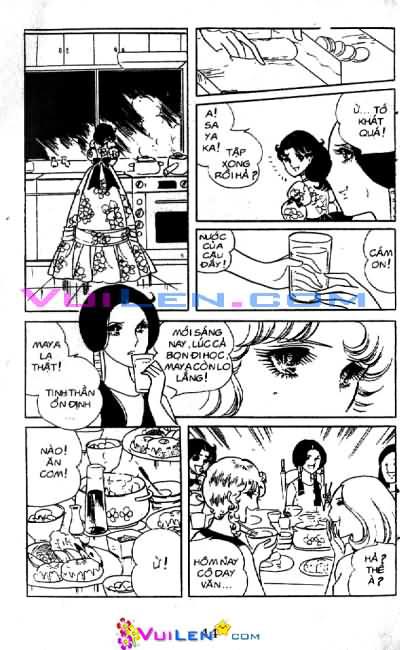 A!
SA
YA
KA!
TẬP
XONG
RỒI HẢ?
Ừ... TỚ
KHÁT
QUÁ!
NƯỚC
CỦA
CẬU
ĐÂY!
CẢM
ƠN!
VUILEN.COM
MAYA
LẠ
THẬT!
TINH THẦN
ỔN ĐỊNH...
MỚI SÁNG
NAY, LÚC CẢ
BỌN ĐI HỌC,
MAYA CÒN LO
LẮNG!
NÀO!
ĂN
CƠM!
Ừ!
HÔM NAY
CÔ DẠY
VĂN...
HẢ?
THẾ
À?
VUILEN.COM